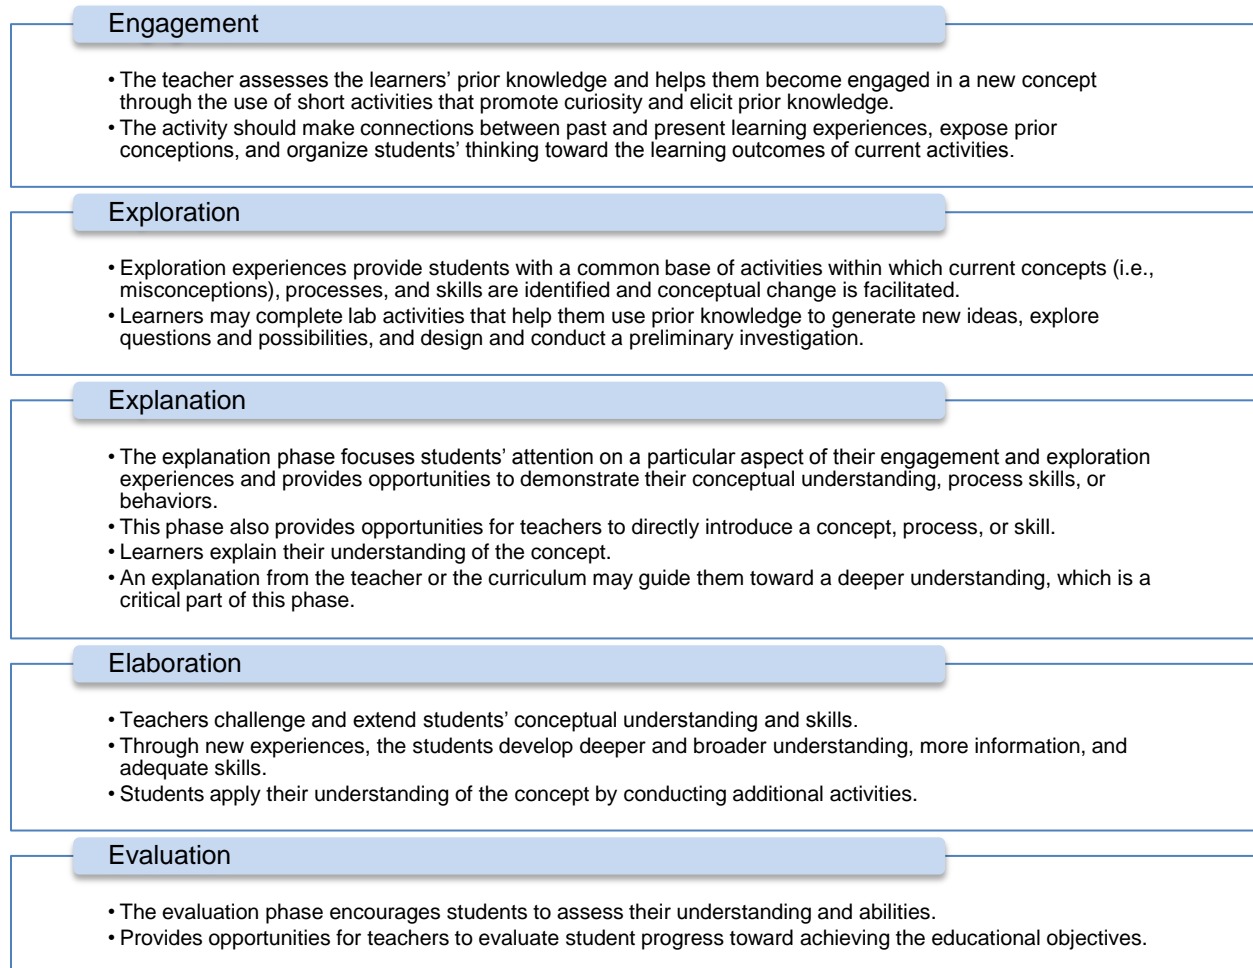 Engagement
• The teacher assesses the learners’ prior knowledge and helps them become engaged in a new concept
through the use of short activities that promote curiosity and elicit prior knowledge.
• The activity should make connections between past and present learning experiences, expose prior
conceptions, and organize students’ thinking toward the learning outcomes of current activities.
Exploration
• Exploration experiences provide students with a common base of activities within which current concepts (i.e.,
misconceptions), processes, and skills are identified and conceptual change is facilitated.
• Learners may complete lab activities that help them use prior knowledge to generate new ideas, explore
questions and possibilities, and design and conduct a preliminary investigation.
Explanation
• The explanation phase focuses students’ attention on a particular aspect of their engagement and exploration
experiences and provides opportunities to demonstrate their conceptual understanding, process skills, or
behaviors.
• This phase also provides opportunities for teachers to directly introduce a concept, process, or skill.
• Learners explain their understanding of the concept.
• An explanation from the teacher or the curriculum may guide them toward a deeper understanding, which is a
critical part of this phase.
Elaboration
• Teachers challenge and extend students’ conceptual understanding and skills.
• Through new experiences, the students develop deeper and broader understanding, more information, and
adequate skills.
• Students apply their understanding of the concept by conducting additional activities.
Evaluation
• The evaluation phase encourages students to assess their understanding and abilities.
• Provides opportunities for teachers to evaluate student progress toward achieving the educational objectives.